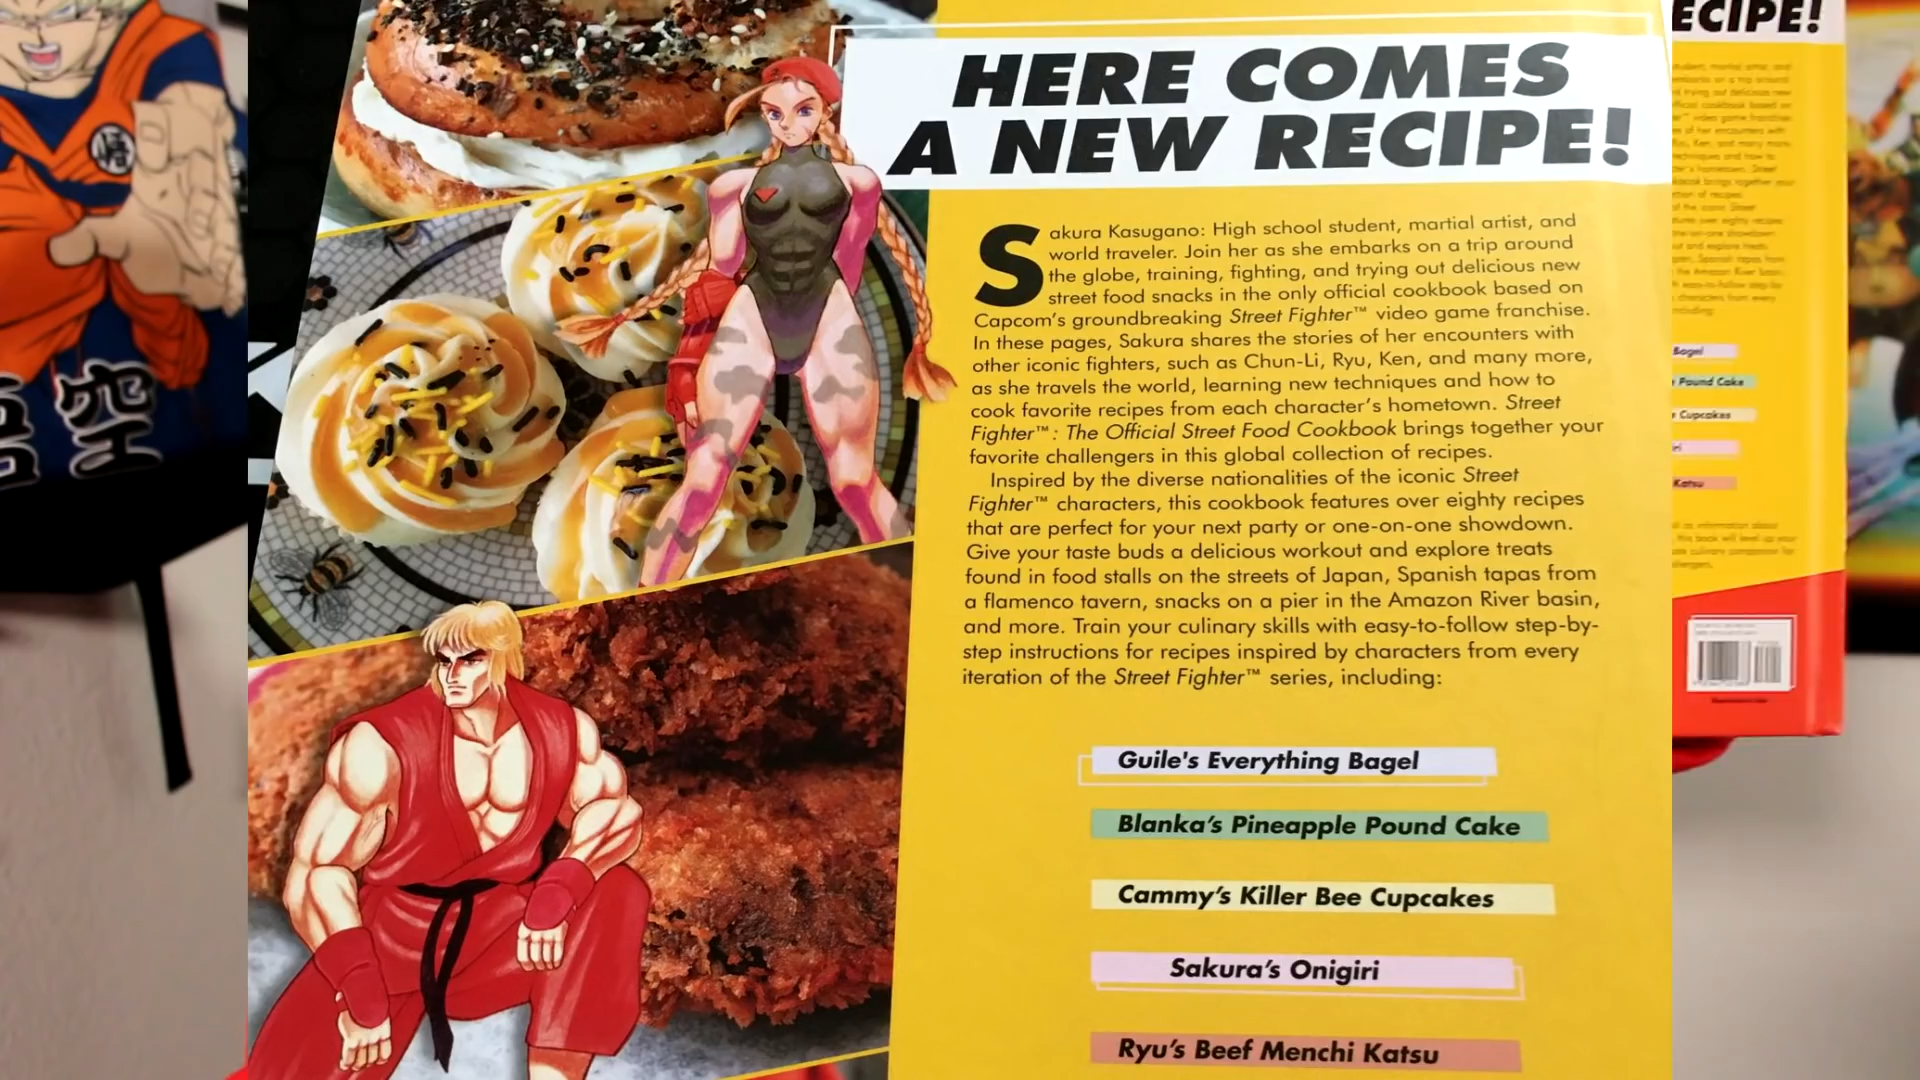 HERE COMES
A NEW RECIPE!
Sakura Kasugano: High school student, martial artist, and
world traveler. Join her as she embarks on a trip around
the globe, training, fighting, and trying out delicious new
street food snacks in the only official cookbook based on
Capcom's groundbreaking Street Fighter™ video game franchise.
In these pages, Sakura shares the stories of her encounters with
other iconic fighters, such as Chun-Li, Ryu, Ken, and many more,
as she travels the world, learning new techniques and how to
cook favorite recipes from each character's hometown. Street
Fighter™: The Official Street Food Cookbook brings together your
favorite challengers in this global collection of recipes.
Inspired by the diverse nationalities of the iconic Street
Fighter™ characters, this cookbook features over eighty recipes
that are perfect for your next party or one-on-one showdown.
Give your taste buds a delicious workout and explore treats
found in food stalls on the streets of Japan, Spanish tapas from
a flamenco tavern, snacks on a pier in the Amazon River basin,
and more. Train your culinary skills with easy-to-follow step-by-
step instructions for recipes inspired by characters from every
iteration of the Street Fighter™ series, including:
Guile's Everything Bagel
Blanka's Pineapple Pound Cake
Cammy's Killer Bee Cupcakes
Sakura's Onigiri
Ryu's Beef Menchi Katsu
ECIPE!
Bagel
Pound Cake
Cupcakes
Katsu
悟
悟空